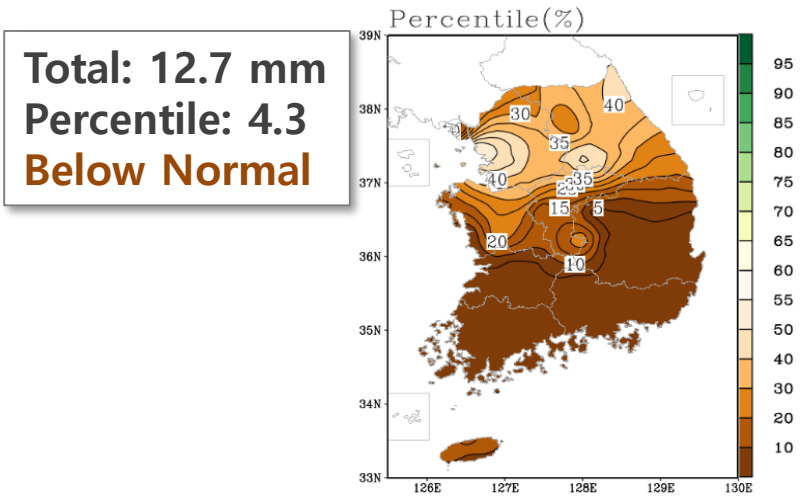 Percentile(%)
Total: 12.7 mm
Percentile: 4.3
Below Normal
39N
38N
37N
36N
35N
34N
33N
126E
127E
128E
129E
130E
30
40
35
40
35
15
5
20
10
95
90
85
80
75
70
65
60
55
50
40
30
20
10